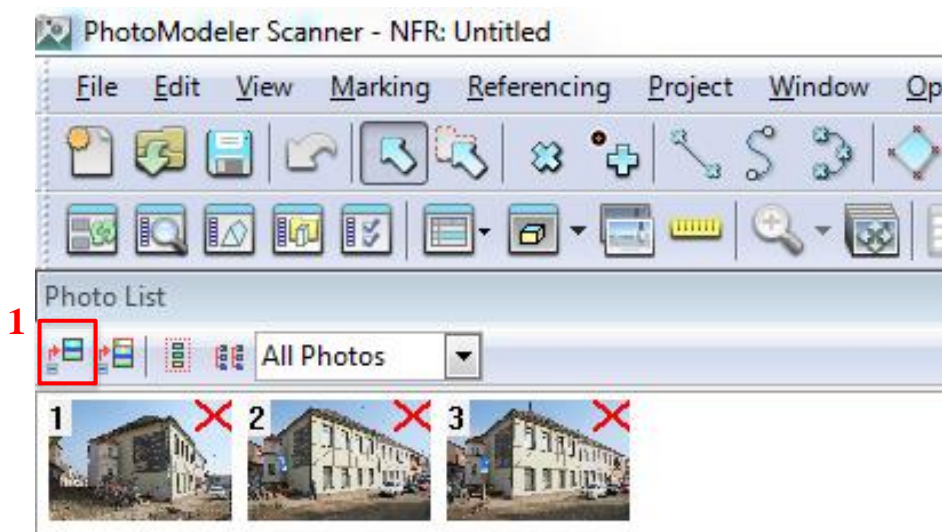 PhotoModeler Scanner - NFR: Untitled
File Edit View Marking Referencing Project Window Op
Photo List
1
All Photos
1 2 3